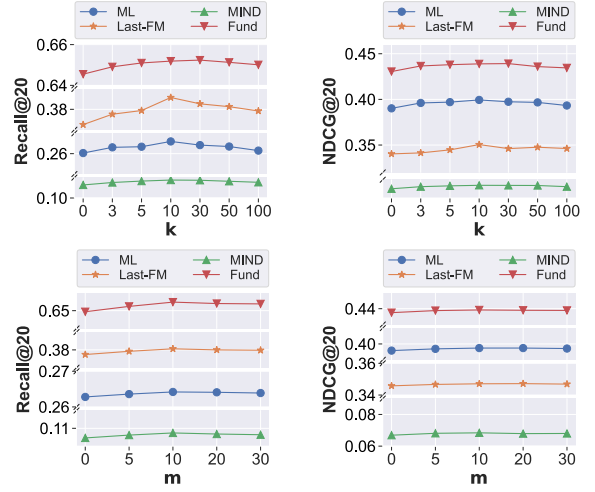 ML MIND
Last-FM Fund
Recall@20
0.66
0.64
0.38
0.26
0.10
0 3 5 10 30 50 100
k
ML MIND
Last-FM Fund
NDCG@20
0.45
0.40
0.35
0 3 5 10 30 50 100
k
ML MIND
Last-FM Fund
Recall@20
0.65
0.38
0.27
0.26
0.11
0 5 10 20 30
m
ML MIND
Last-FM Fund
NDCG@20
0.44
0.40
0.36
0.34
0.08
0.06
0 5 10 20 30
m